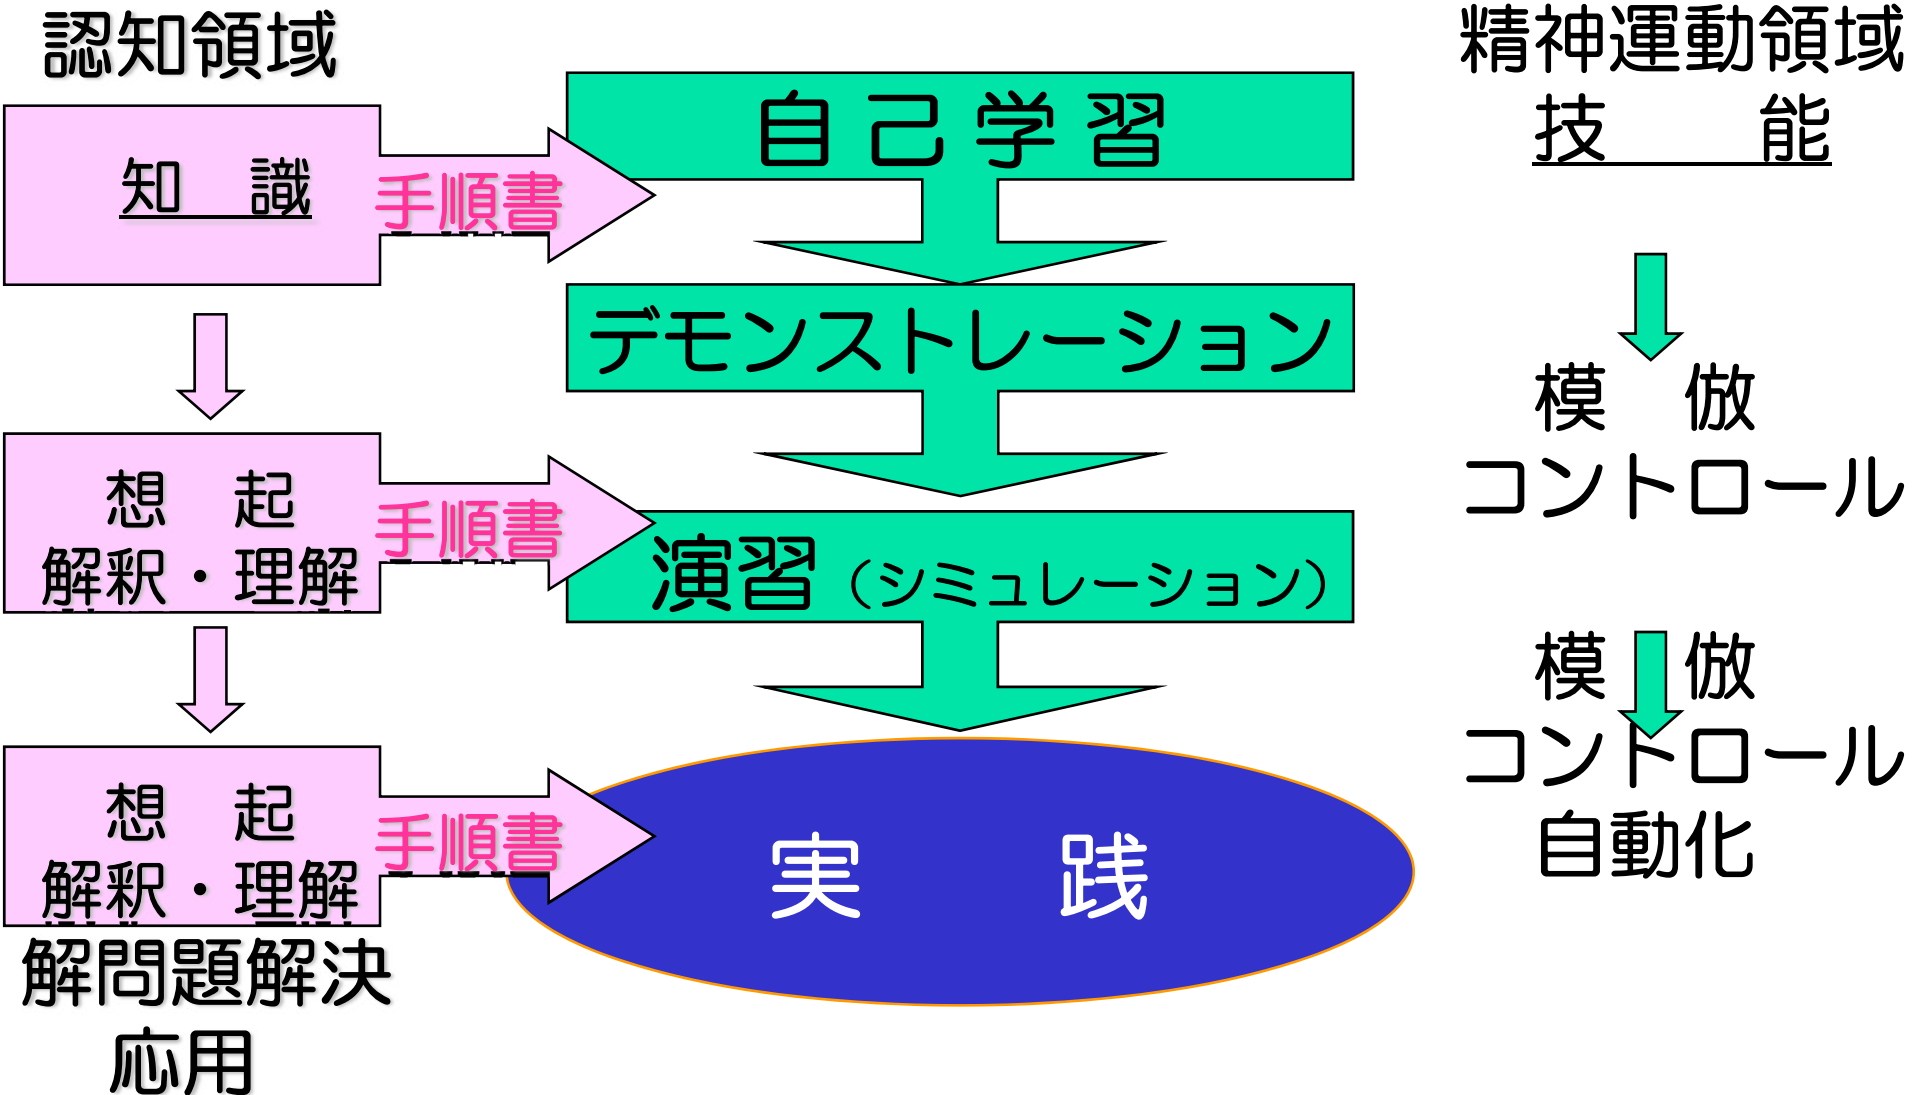 認知領域
知　識
手順書
想　起
解釈・理解
手順書
想　起
解釈・理解
手順書
解問題解決
応用
自己学習
デモンストレーション
演習（シミュレーション）
実　践
精神運動領域
技　能
模　倣
コントロール
模　倣
コントロール
自動化